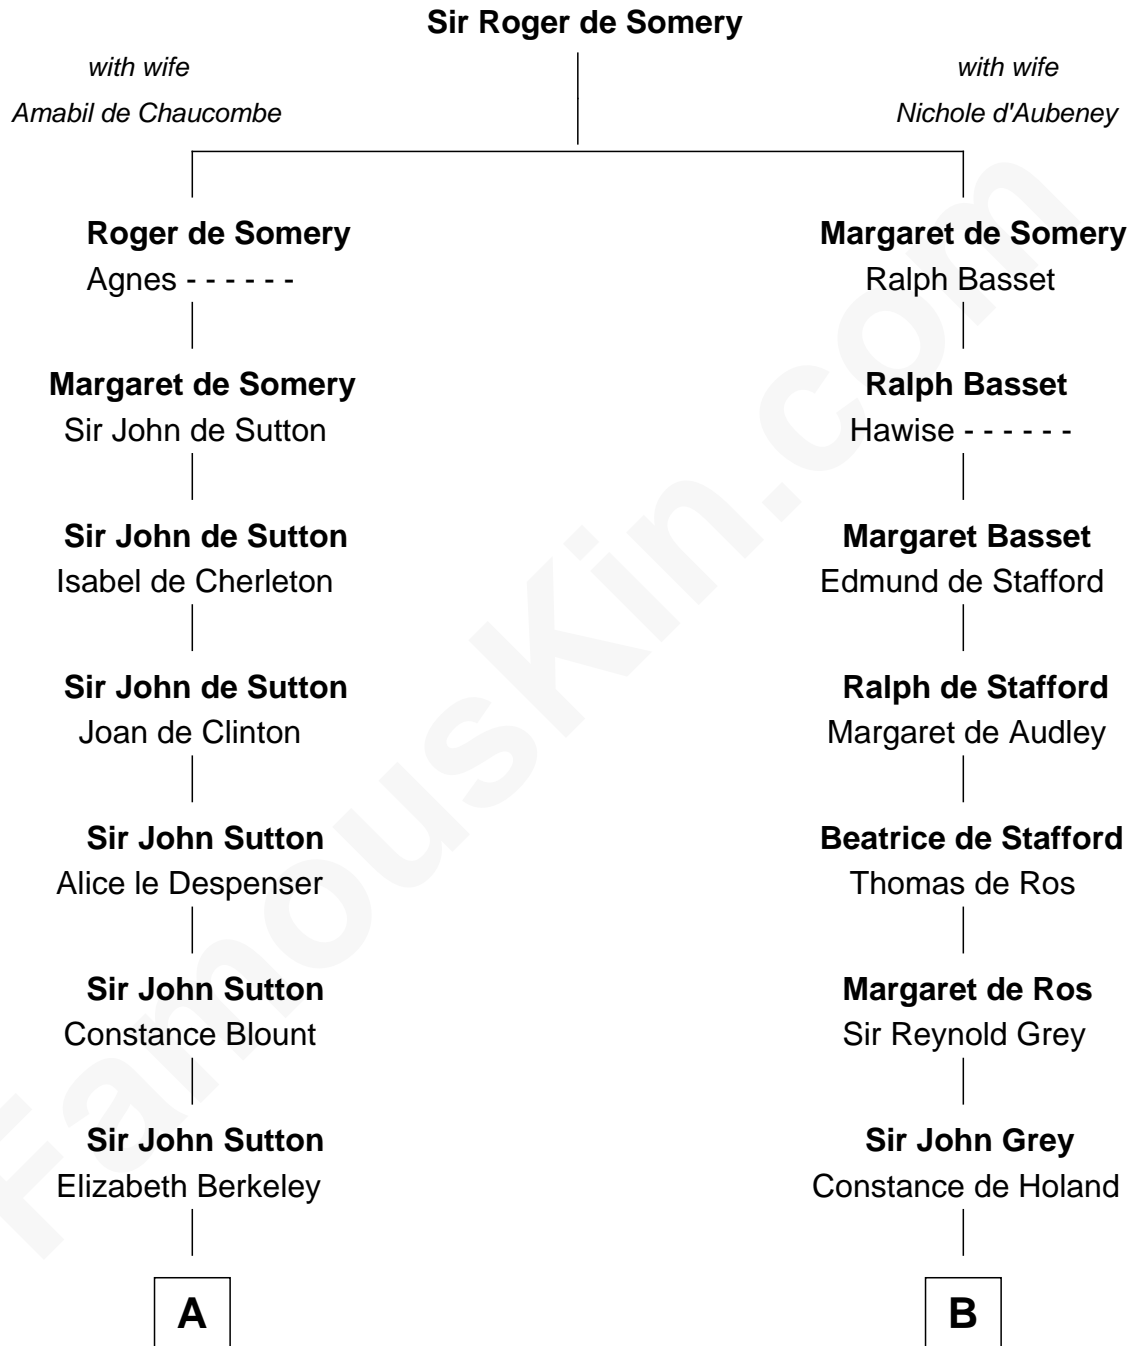 Sir Roger de Somery
with wife
Amabil de Chaucombe
with wife
Nichole d'Aubeney
Roger de Somery
Agnes - - - - - -
Margaret de Somery
Ralph Basset
Margaret de Somery
Sir John de Sutton
Ralph Basset
Hawise - - - - - -
Sir John de Sutton
Isabel de Cherleton
Margaret Basset
Edmund de Stafford
Sir John de Sutton
Joan de Clinton
Ralph de Stafford
Margaret de Audley
Sir John Sutton
Alice le Despenser
Beatrice de Stafford
Thomas de Ros
Sir John Sutton
Constance Blount
Margaret de Ros
Sir Reynold Grey
Sir John Sutton
Elizabeth Berkeley
Sir John Grey
Constance de Holand
A
B
FamousKin.com